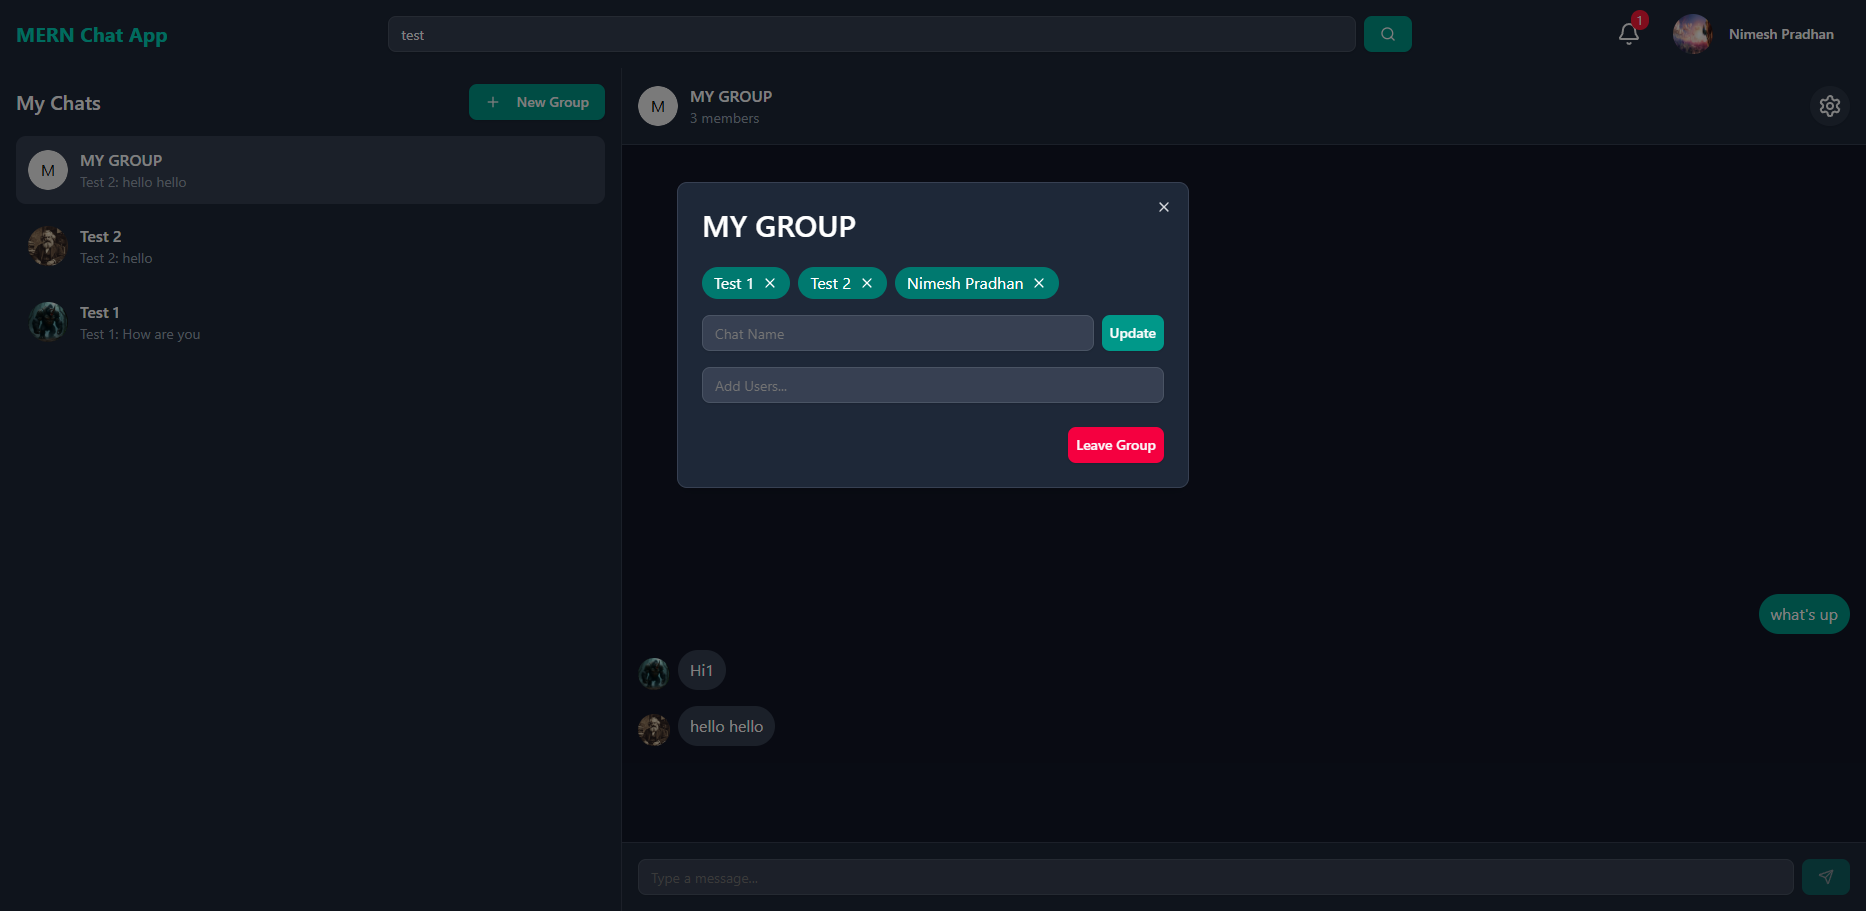 MERN Chat App
test
1
Nimesh Pradhan
My Chats
New Group
M
MY GROUP
Test 2: hello hello
Test 2
Test 2: hello
Test 1
Test 1: How are you
M
MY GROUP
3 members
MY GROUP
Test 1
Test 2
Nimesh Pradhan
Chat Name
Update
Add Users...
Leave Group
what's up
Hi1
hello hello
Type a message...